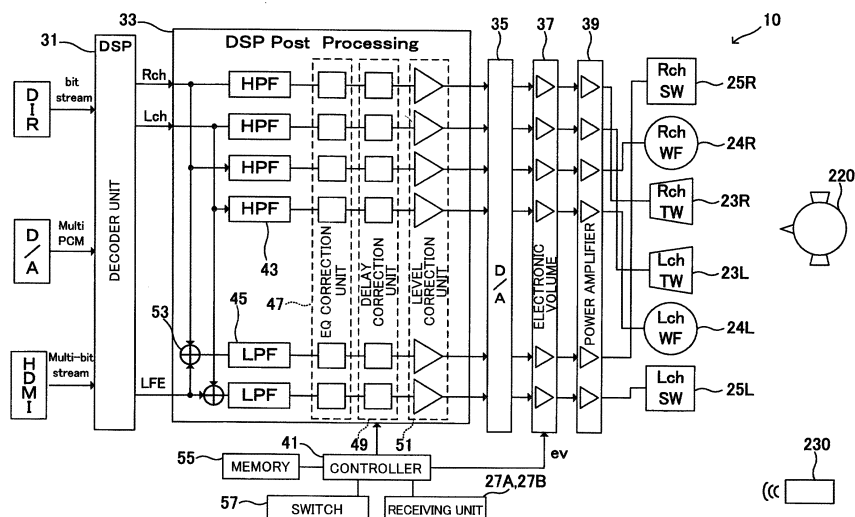 10
31
33
35
37
39
DSP
DSP Post Processing
DIR
bit
stream
Rch
Lch
HPF
HPF
HPF
HPF
43
D/A
Multi
PCM
DECODER UNIT
47
EQ CORRECTION
UNIT
DELAY
CORRECTION
UNIT
LEVEL
CORRECTION
UNIT
D/A
ELECTRONIC
VOLUME
POWER AMPLIFIER
Rch
SW
25R
Rch
WF
24R
Rch
TW
23R
Lch
TW
23L
Lch
WF
24L
Lch
SW
25L
220
53
45
LPF
LPF
HDMI
Multi-bit
stream
LFE
49
51
41
ev
55
MEMORY
CONTROLLER
57
SWITCH
RECEIVING UNIT
27A,27B
230